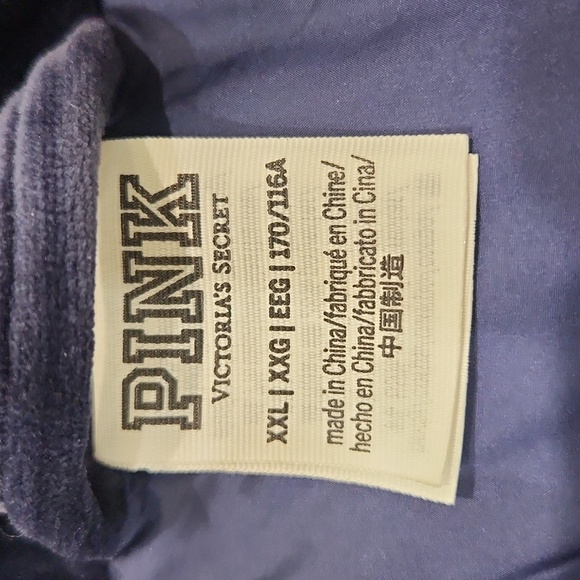 PINK
VICTORIA'S SECRET
XXL | XXG | EEG | 170/116A
made in China/fabriqué en Chine/
hecho en China/fabbricato in Cina/
中国制造